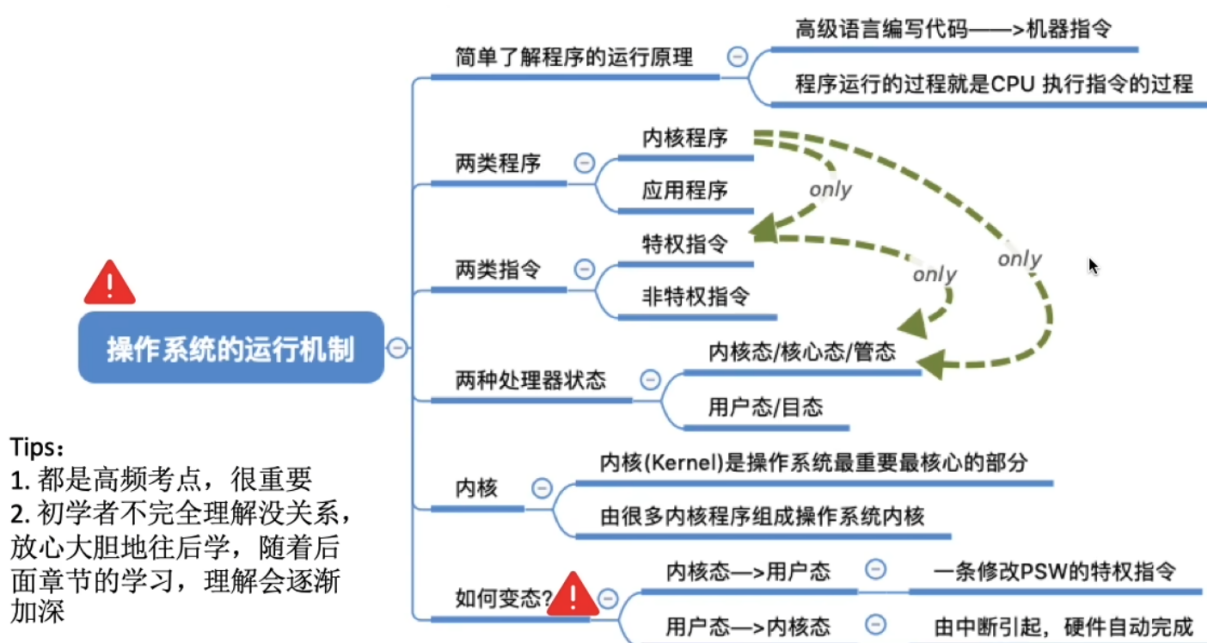 高级语言编写代码——>机器指令
简单了解程序的运行原理
程序运行的过程就是CPU 执行指令的过程
内核程序
两类程序
应用程序
only
特权指令
两类指令
only
only
非特权指令
操作系统的运行机制
内核态/核心态/管态
两种处理器状态
用户态/目态
Tips：
1. 都是高频考点，很重要
2. 初学者不完全理解没关系，
放心大胆地往后学，随着后
面章节的学习，理解会逐渐
加深
内核(Kernel)是操作系统最重要最核心的部分
内核
由很多内核程序组成操作系统内核
内核态—>用户态
一条修改PSW的特权指令
如何变态?
用户态—>内核态
由中断引起，硬件自动完成